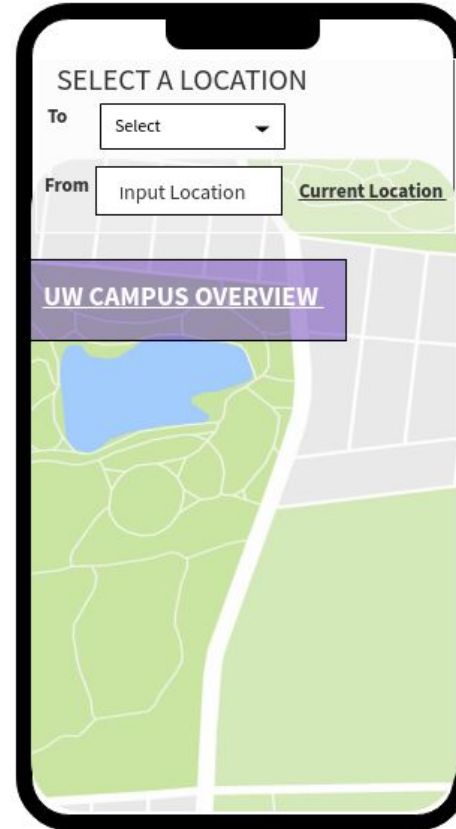 SELECT A LOCATION
To
Select
From
Input Location
Current Location
UW CAMPUS OVERVIEW